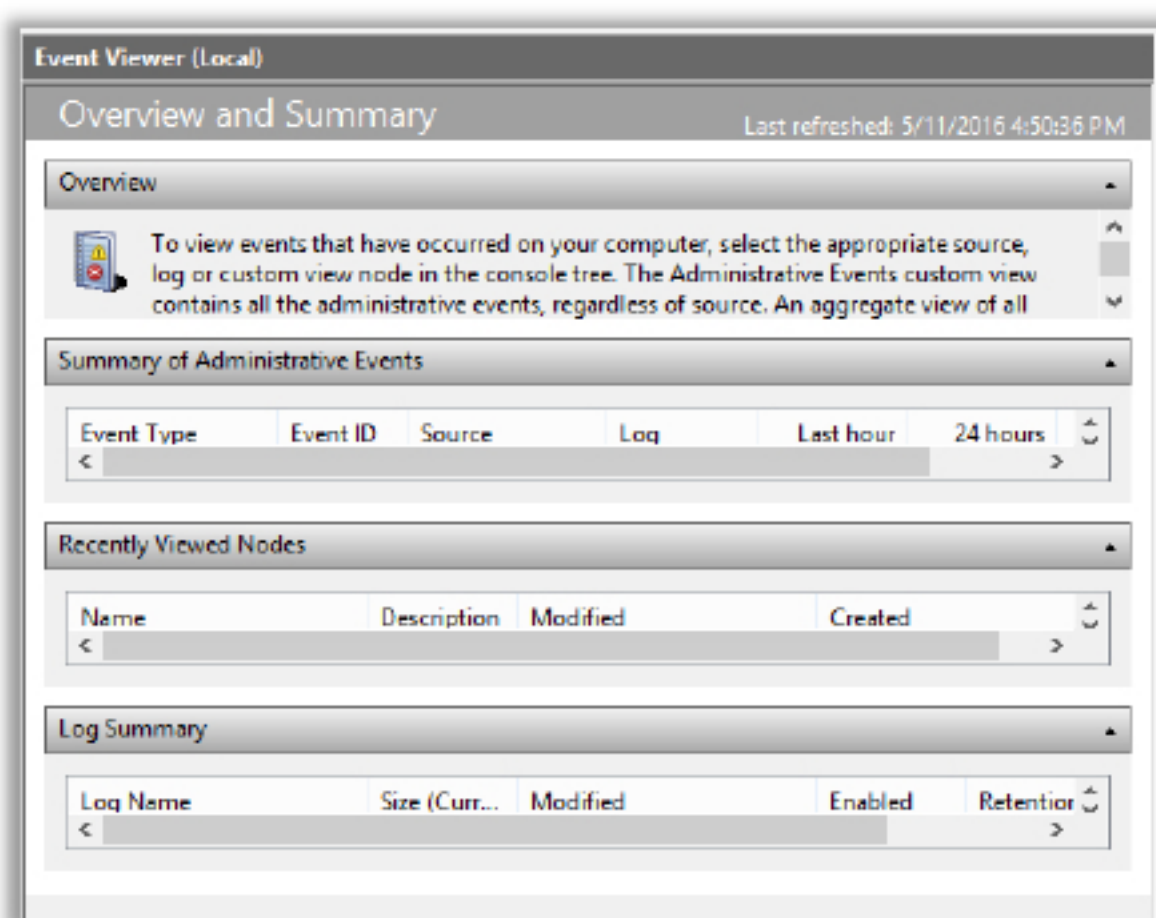 Event Viewer (Local)
Overview and Summary
Last refreshed: 5/11/2016 4:50:36 PM
Overview
To view events that have occurred on your computer, select the appropriate source,
log or custom view node in the console tree. The Administrative Events custom view
contains all the administrative events, regardless of source. An aggregate view of all
Summary of Administrative Events
Event Type Event ID Source Log Last hour 24 hours
Recently Viewed Nodes
Name Description Modified Created
Log Summary
Log Name Size (Curr... Modified Enabled Retention